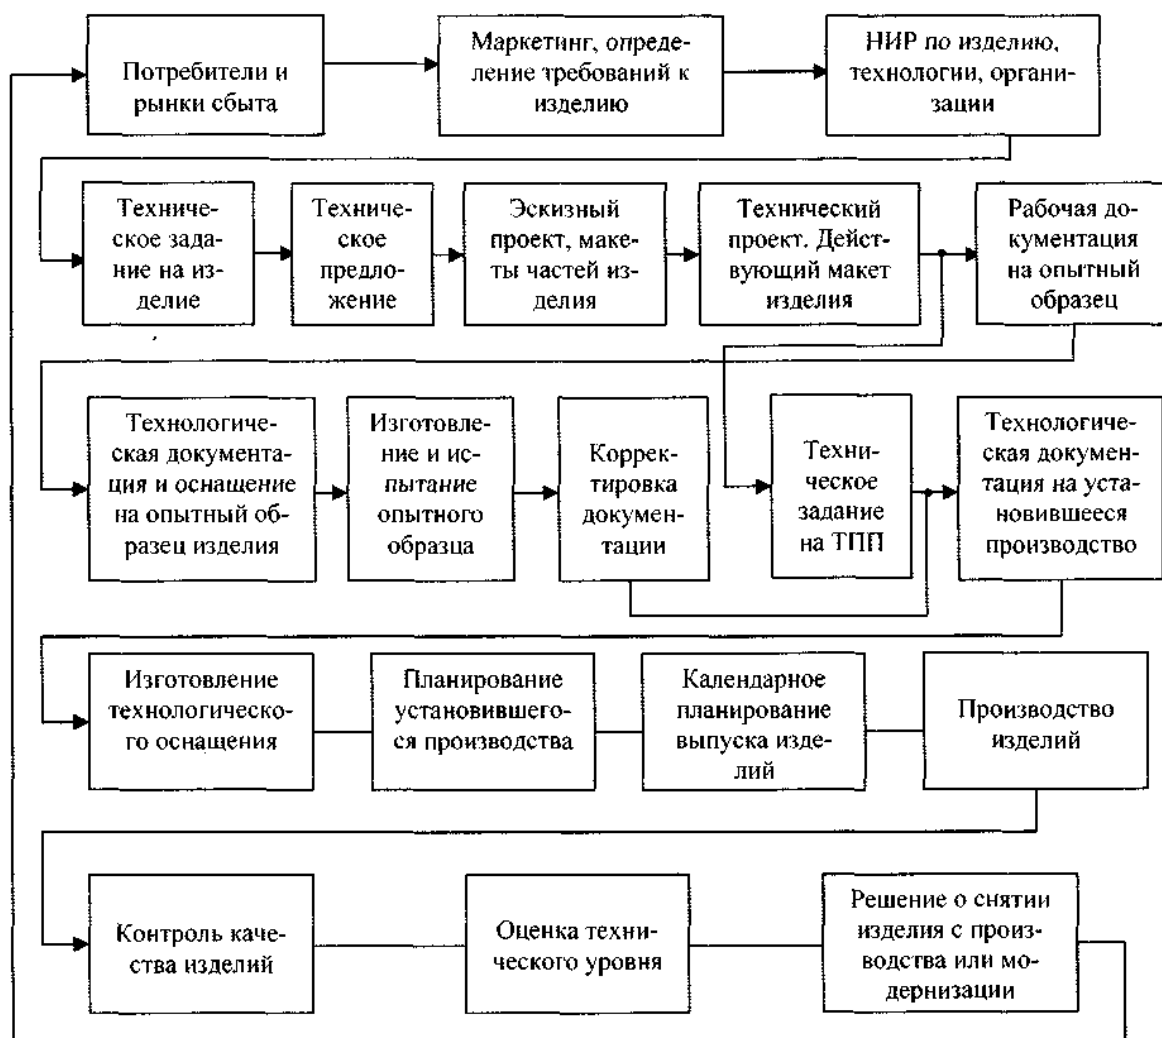 Потребители и
рынки сбыта
Маркетинг, опреде-
ление требований к
изделию
НИР по изделию,
технологии, органи-
зации
Техниче-
ское зада-
ние на из-
делие
Техниче-
ское
предло-
жение
Эскизный
проект, маке-
ты частей из-
делия
Технический
проект. Дейст-
вующий макет
изделия
Рабочая до-
кументация
на опытный
образец
Технологиче-
ская документа-
ция и оснащение
на опытный об-
разец изделия
Изготовле-
ние и ис-
пытание
опытного
образца
Коррек-
тировка
докумен-
тации
Техни-
ческое
задание
на ТПП
Технологиче-
ская докумен-
тация на уста-
новившееся
производство
Изготовление
технологическо-
го оснащения
Планирование
установившего-
ся производства
Календарное
планирование
выпуска изде-
лий
Производство
изделий
Контроль каче-
ства изделий
Оценка техни-
ческого уровня
Решение о снятии
изделия с произ-
водства или мо-
дернизации